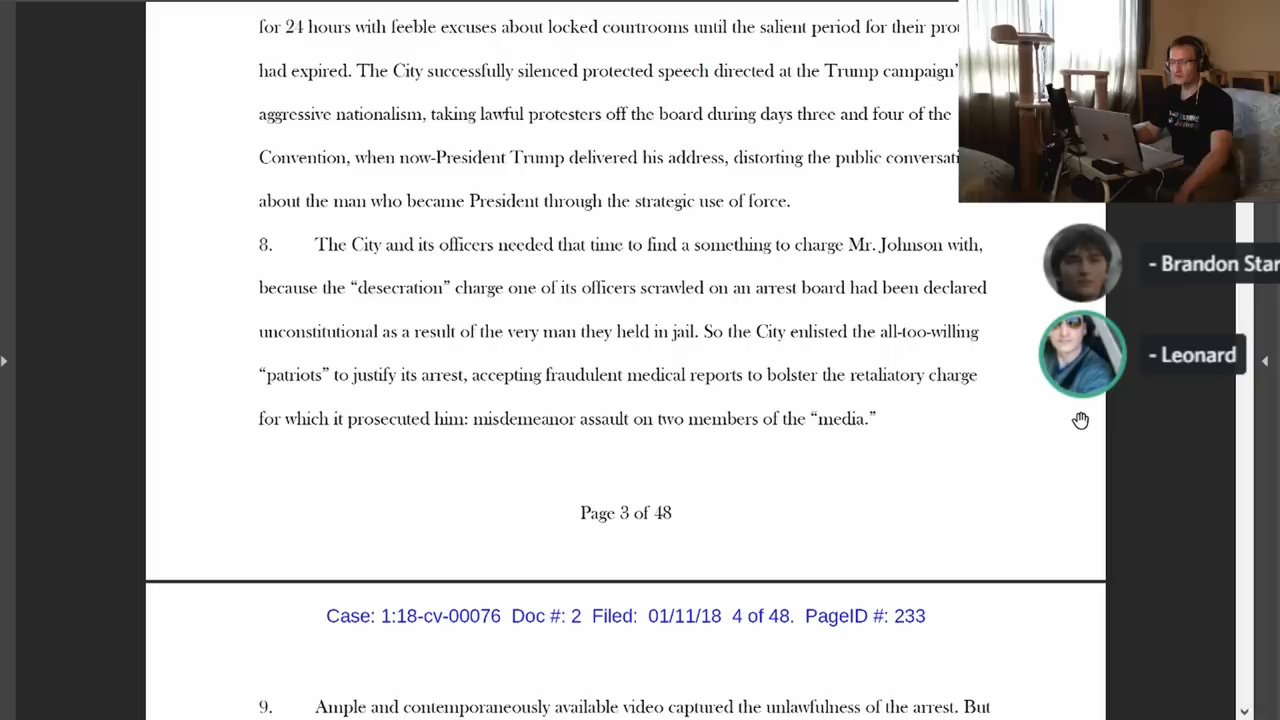 for 24 hours with feeble excuses about locked courtrooms until the salient period for their
had expired. The City successfully silenced protected speech directed at the Trump campaign's
aggressive nationalism, taking lawful protesters off the board during days three and four of the
Convention, when now-President Trump delivered his address, distorting the public
about the man who became President through the strategic use of force.
8. The City and its officers needed that time to find a something to charge Mr. Johnson with,
because the “desecration” charge one of its officers scrawled on an arrest board had been declared
unconstitutional as a result of the very man they held in jail. So the City enlisted the all-too-willing
“patriots” to justify its arrest, accepting fraudulent medical reports to bolster the retaliatory charge
for which it prosecuted him: misdemeanor assault on two members of the “media.”
Page 3 of 48
Case: 1:18-cv-00076 Doc #: 2 Filed: 01/11/18 4 of 48. PageID #: 233
9. Ample and contemporaneously available video captured the unlawfulness of the arrest. But
- Brandon Star
- Leonard